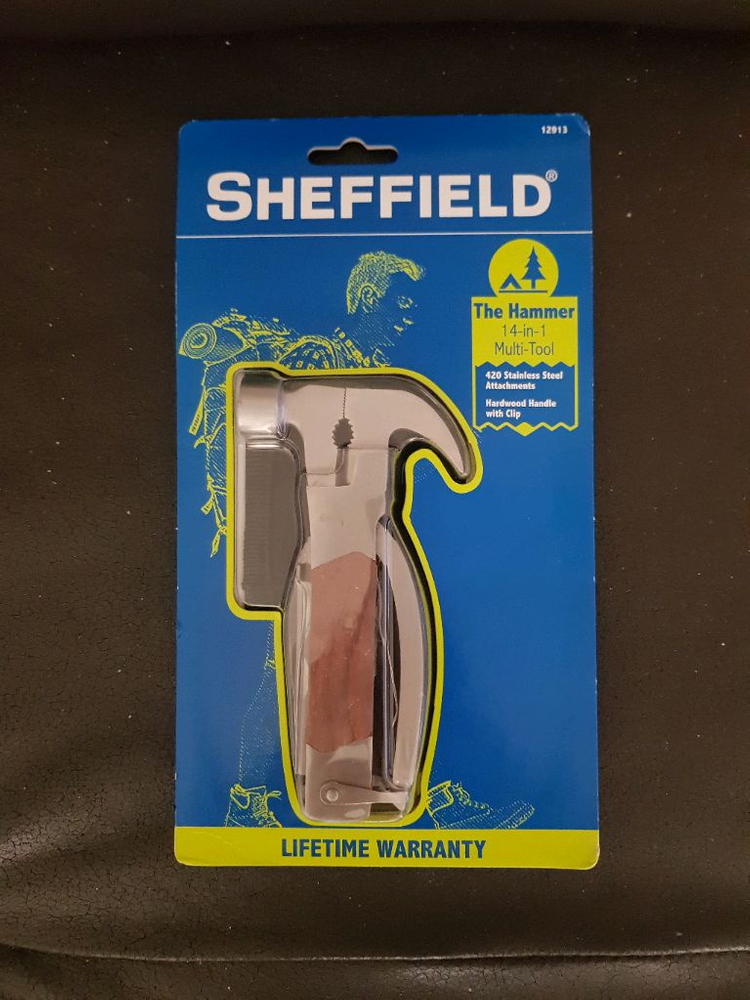 12913
SHEFFIELD®
The Hammer
14-in-1
Multi-Tool
420 Stainless Steel
Attachments
Hardwood Handle
with Clip
LIFETIME WARRANTY